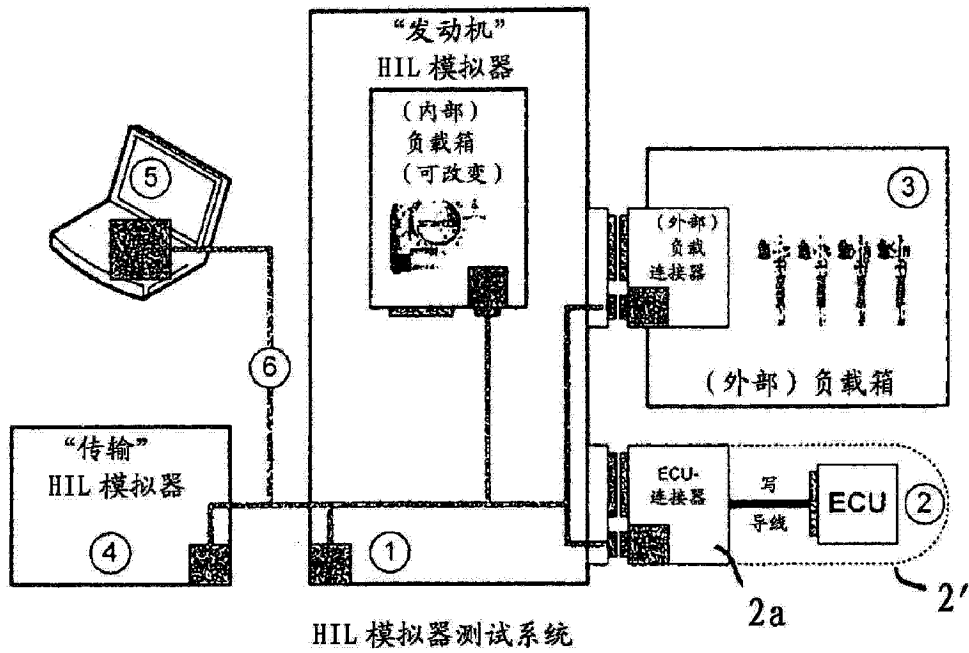 “发动机”
HIL 模拟器
（内部）
负载箱
（可改变）
5
3
（外部）
负载
连接器
6
（外部）负载箱
“传输”
HIL 模拟器
ECU-
连接器
写
导线
ECU
2
4
1
2a
2′
HIL 模拟器测试系统